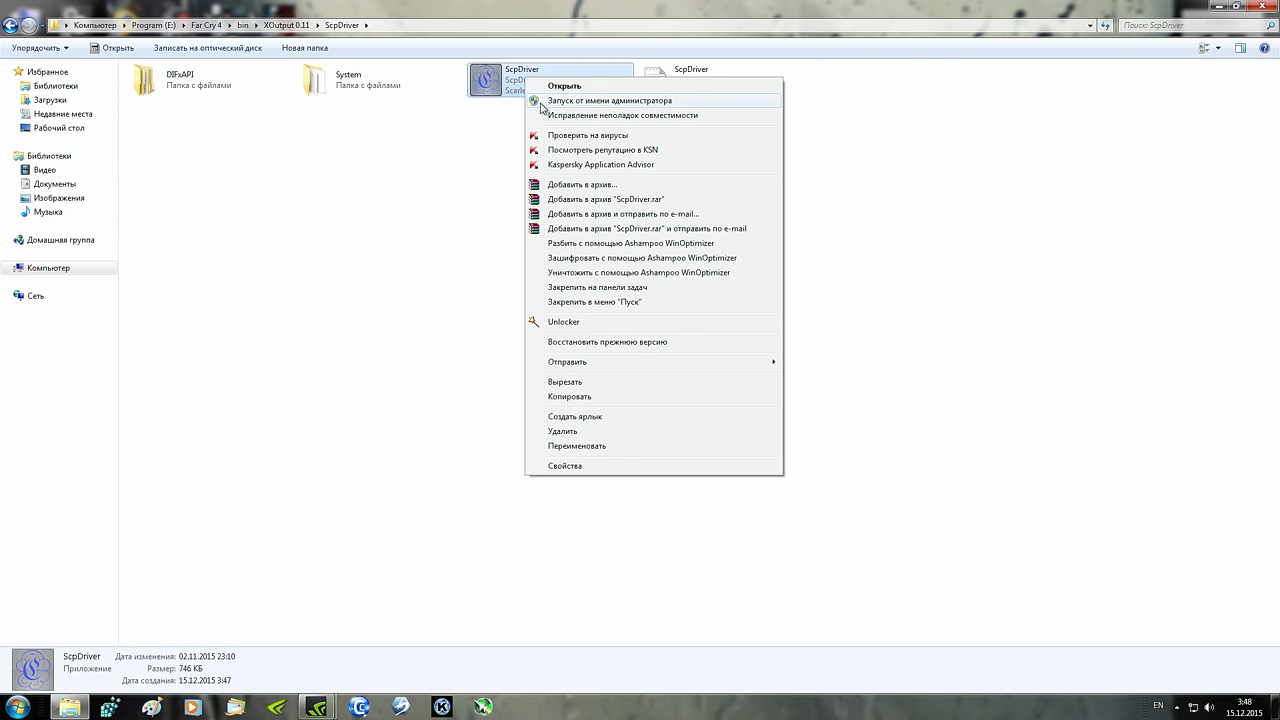 Компьютер ▸ Program (E:) ▸ Far Cry 4 ▸ bin ▸ XOutput 0.11 ▸ ScpDriver ▸
Поиск: ScpDriver
Упорядочить Открыть Записать на оптический диск Новая папка
Избранное
Библиотеки
Загрузки
Недавние места
Рабочий стол
Библиотеки
Видео
Документы
Изображения
Музыка
Домашняя группа
Компьютер
Сеть
DIFxAPI
Папка с файлами
System
Папка с файлами
ScpDriver
ScpD
Scarle
ScpDriver
Открыть
Запуск от имени администратора
Исправление неполадок совместимости
Проверить на вирусы
Посмотреть репутацию в KSN
Kaspersky Application Advisor
Добавить в архив...
Добавить в архив "ScpDriver.rar"
Добавить в архив и отправить по e-mail...
Добавить в архив "ScpDriver.rar" и отправить по e-mail
Разбить с помощью Ashampoo WinOptimizer
Зашифровать с помощью Ashampoo WinOptimizer
Уничтожить с помощью Ashampoo WinOptimizer
Закрепить на панели задач
Закрепить в меню "Пуск"
Unlocker
Восстановить прежнюю версию
Отправить
Вырезать
Копировать
Создать ярлык
Удалить
Переименовать
Свойства
ScpDriver Дата изменения: 02.11.2015 23:10
Приложение Размер: 746 КБ
Дата создания: 15.12.2015 3:47
EN
3:48
15.12.2015